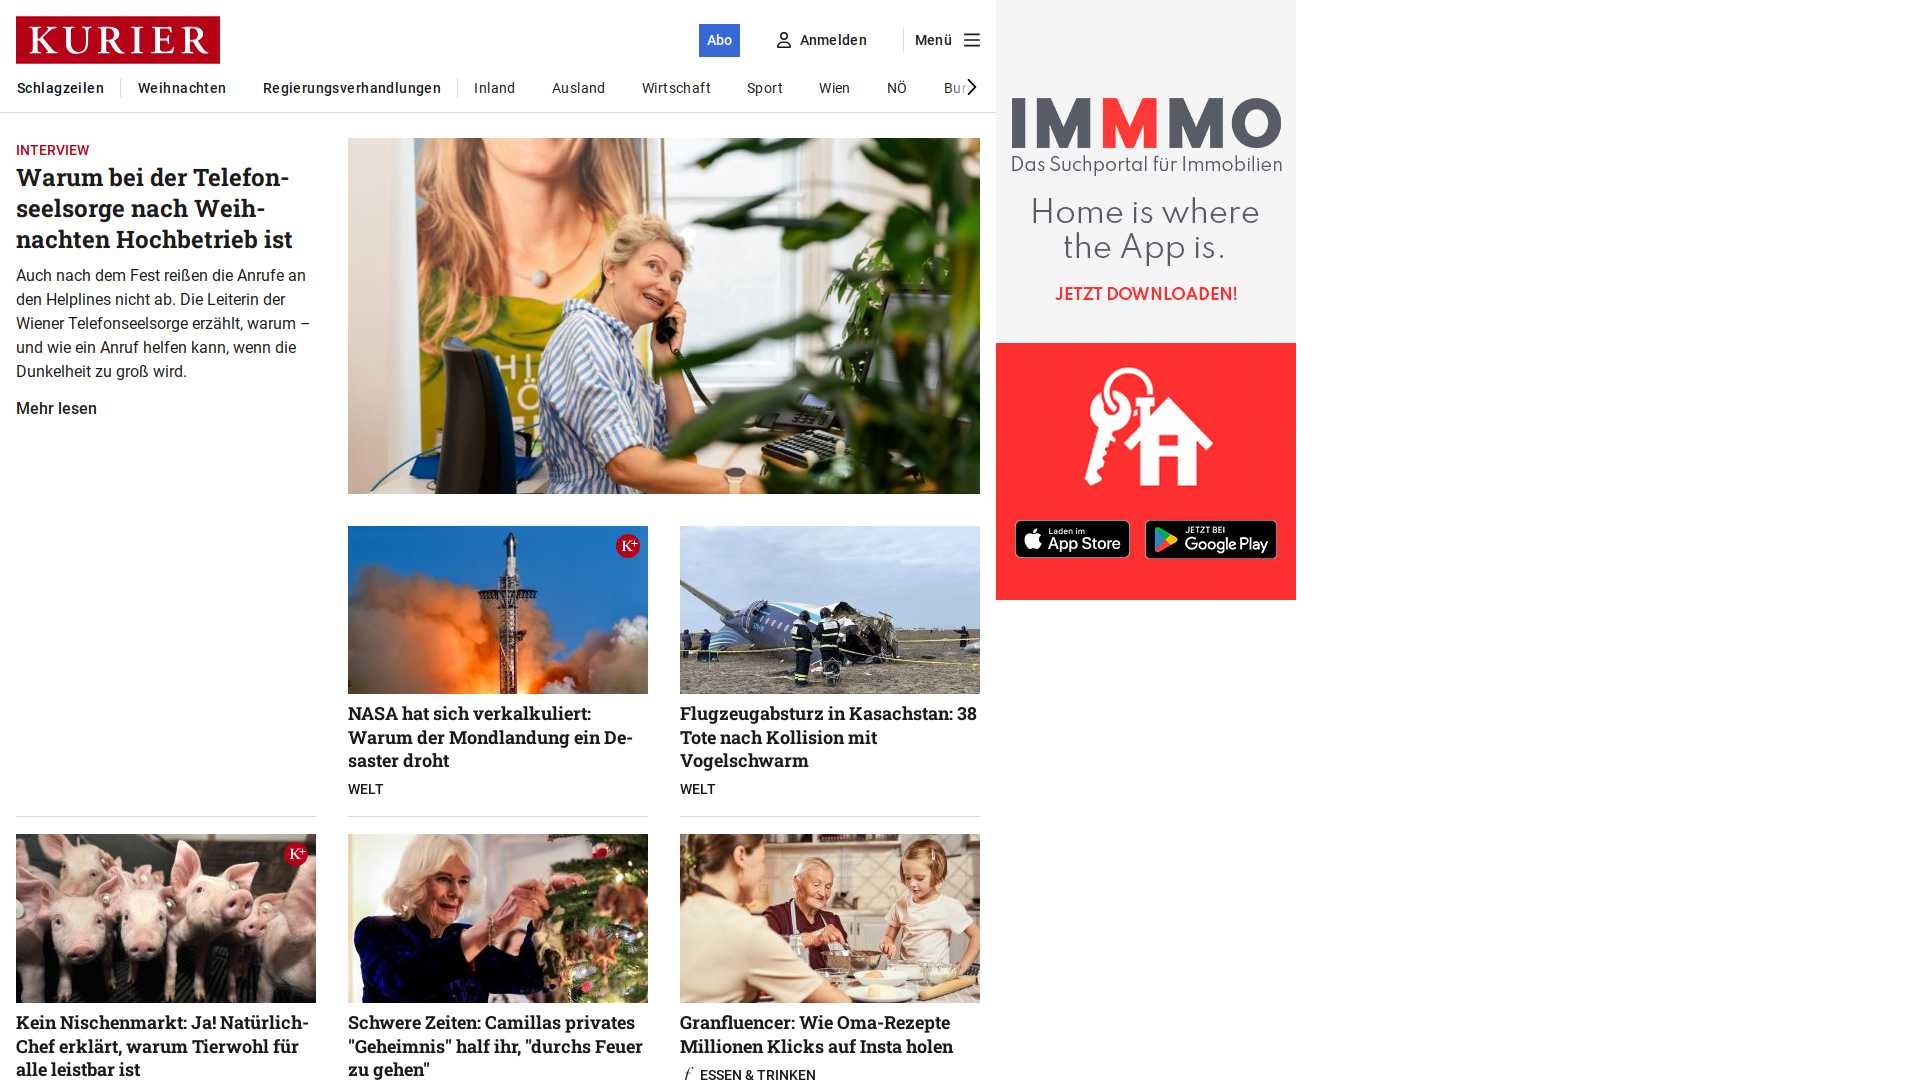 KURIER
Abo
Anmelden
Menü
Schlagzeilen
Weihnachten
Regierungsverhandlungen
Inland
Ausland
Wirtschaft
Sport
Wien
NÖ
Bur
INTERVIEW
Warum bei der Telefon-
seelsorge nach Weih-
nachten Hochbetrieb ist
Auch nach dem Fest reißen die Anrufe an
den Helplines nicht ab. Die Leiterin der
Wiener Telefonseelsorge erzählt, warum –
und wie ein Anruf helfen kann, wenn die
Dunkelheit zu groß wird.
Mehr lesen
K+
NASA hat sich verkalkuliert:
Warum der Mondlandung ein De-
saster droht
WELT
Flugzeugabsturz in Kasachstan: 38
Tote nach Kollision mit
Vogelschwarm
WELT
K+
Kein Nischenmarkt: Ja! Natürlich-
Chef erklärt, warum Tierwohl für
alle leistbar ist
Schwere Zeiten: Camillas privates
"Geheimnis" half ihr, "durchs Feuer
zu gehen"
Granfluencer: Wie Oma-Rezepte
Millionen Klicks auf Insta holen
f ESSEN & TRINKEN
IMMMO
Das Suchportal für Immobilien
Home is where
the App is.
JETZT DOWNLOADEN!
Laden im
App Store
JETZT BEI
Google Play